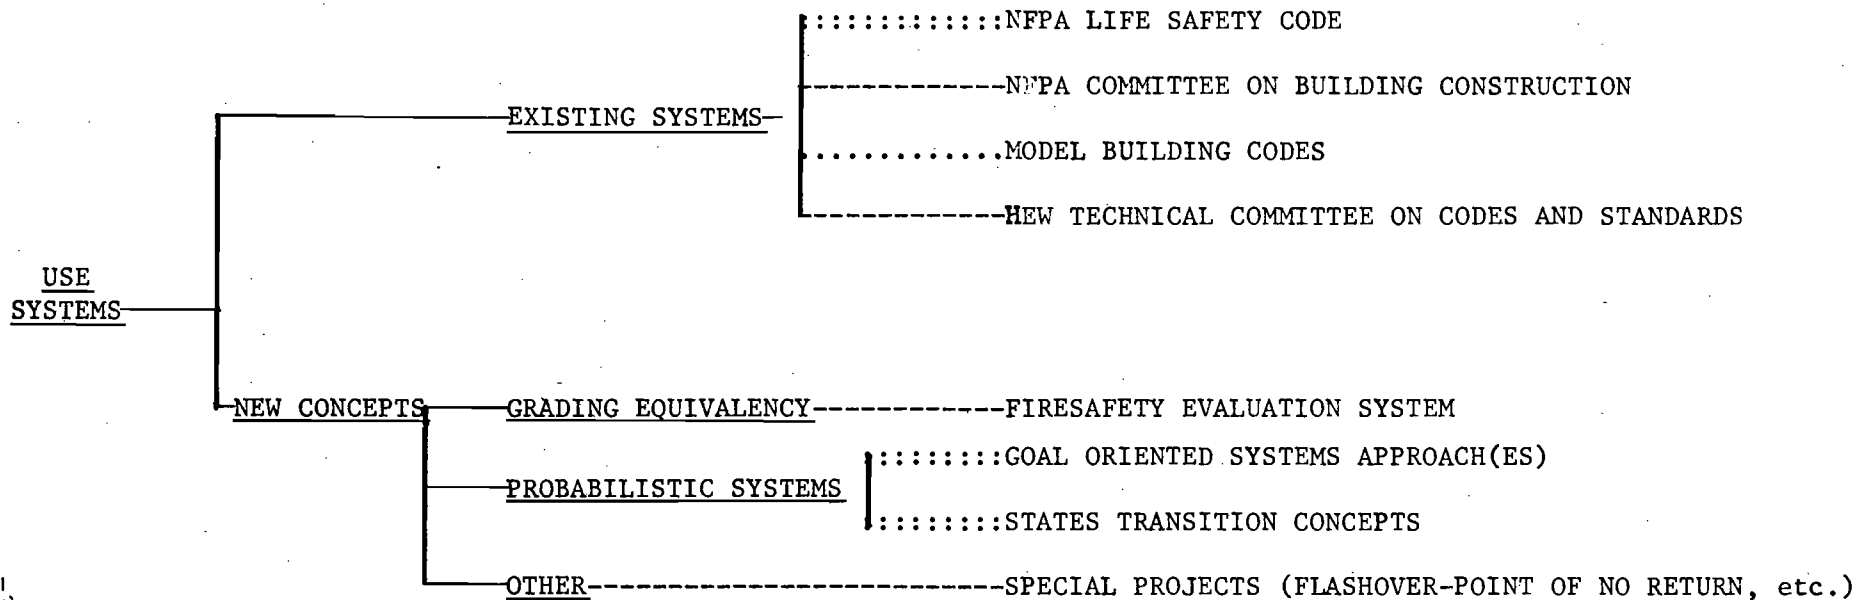 NFPA LIFE SAFETY CODE
NFPA COMMITTEE ON BUILDING CONSTRUCTION
EXISTING SYSTEMS
MODEL BUILDING CODES
HEW TECHNICAL COMMITTEE ON CODES AND STANDARDS
USE
SYSTEMS
NEW CONCEPTS
GRADING EQUIVALENCY
FIRESAFETY EVALUATION SYSTEM
GOAL ORIENTED SYSTEMS APPROACH(ES)
PROBABILISTIC SYSTEMS
STATES TRANSITION CONCEPTS
OTHER
SPECIAL PROJECTS (FLASHOVER-POINT OF NO RETURN, etc.)